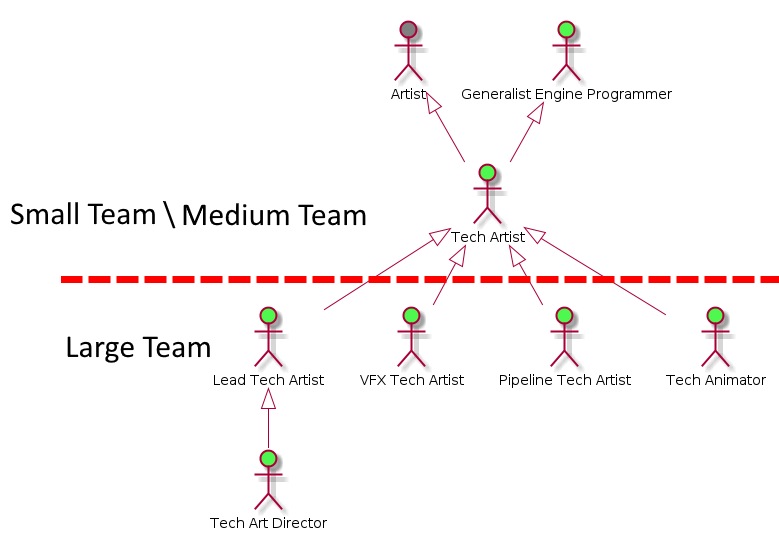 Artist
Generalist Engine Programmer
Small Team \ Medium Team
Tech Artist
Large Team
Lead Tech Artist
VFX Tech Artist
Pipeline Tech Artist
Tech Animator
Tech Art Director